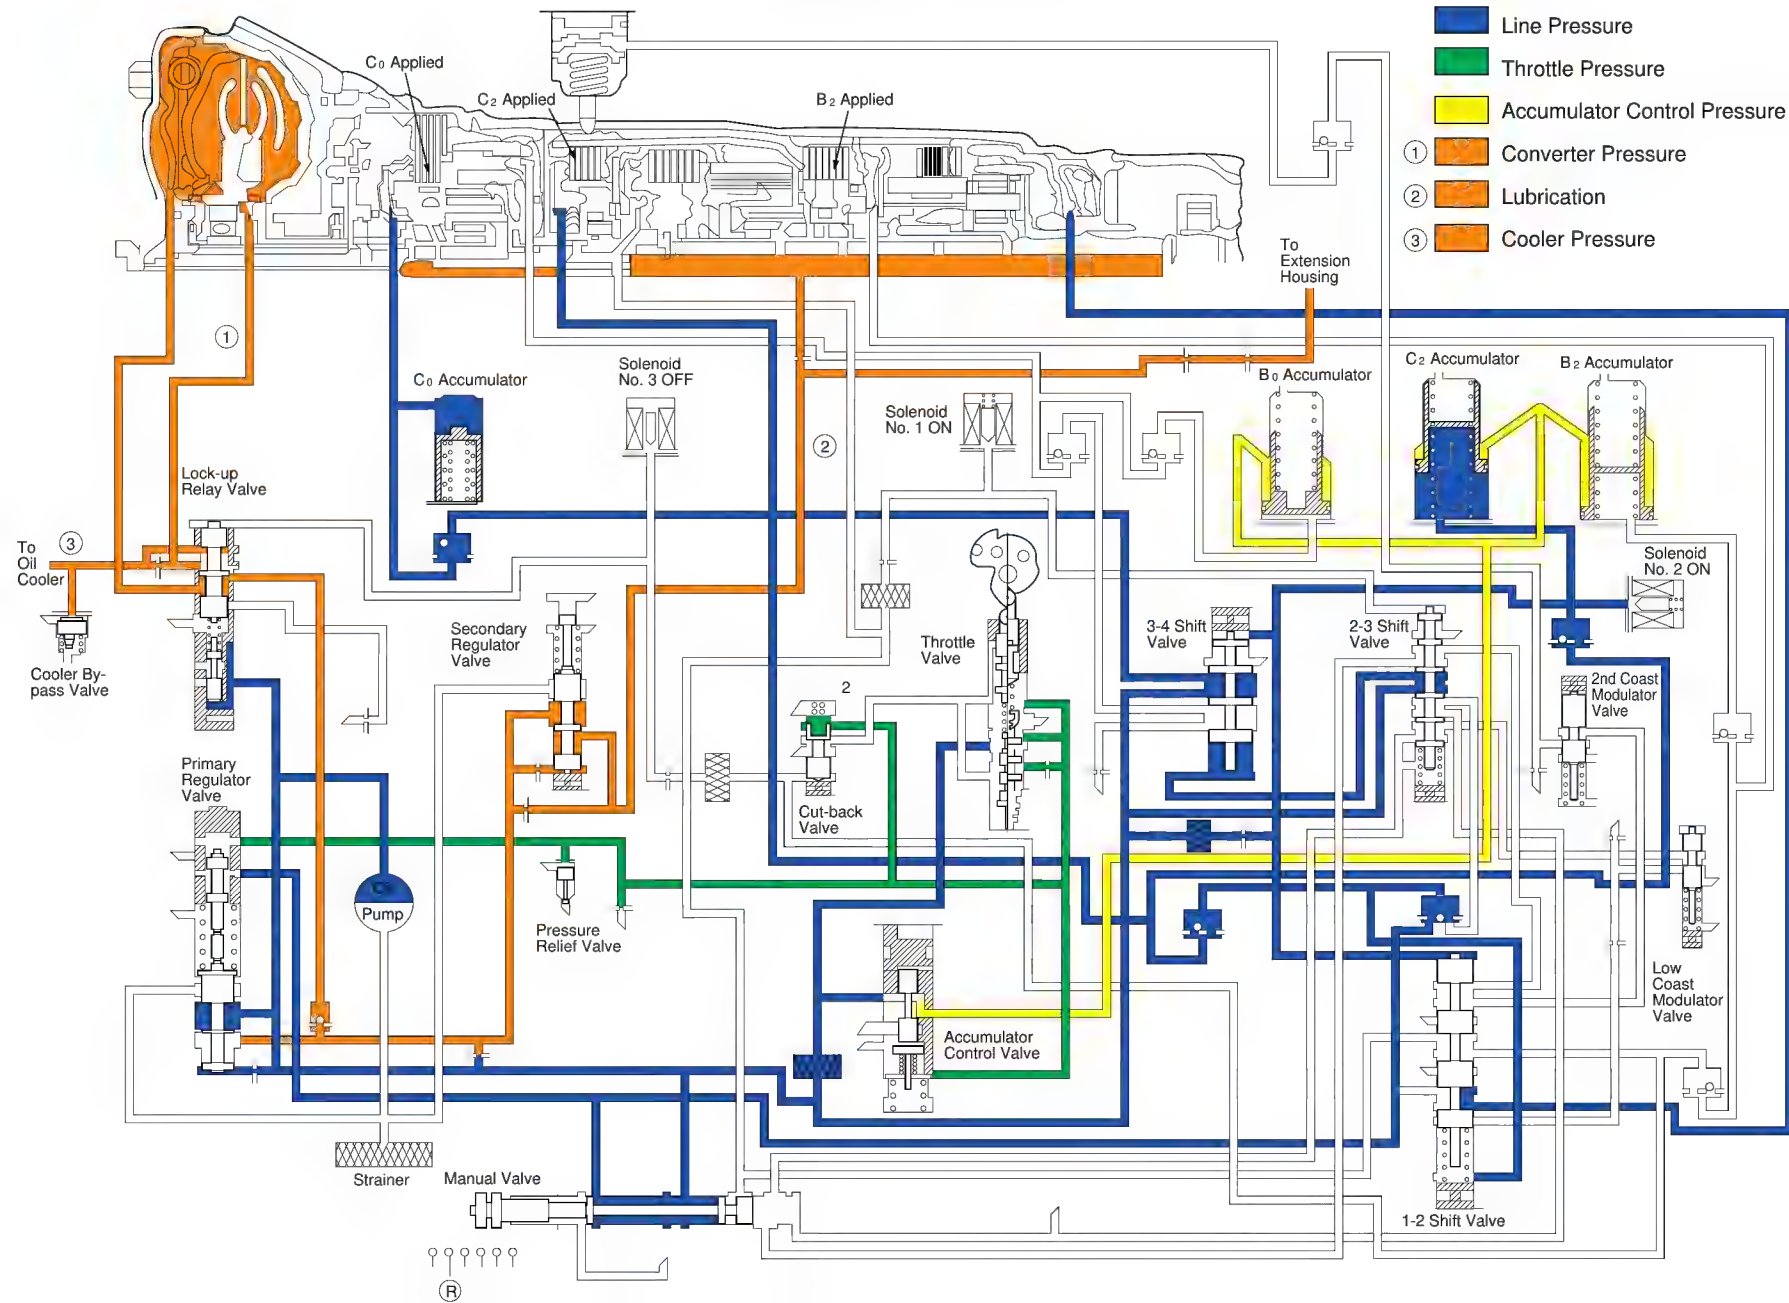 Line Pressure
Throttle Pressure
Accumulator Control Pressure
1 Converter Pressure
2 Lubrication
3 Cooler Pressure
C0 Applied
C2 Applied
B2 Applied
To
Extension
Housing
1
C0 Accumulator
Solenoid
No. 3 OFF
2
Solenoid
No. 1 ON
B0 Accumulator
C2 Accumulator
B2 Accumulator
Lock-up
Relay Valve
To
Oil
Cooler
3
Cooler By-
pass Valve
Secondary
Regulator
Valve
Throttle
Valve
3-4 Shift
Valve
2-3 Shift
Valve
Solenoid
No. 2 ON
2nd Coast
Modulator
Valve
2
Primary
Regulator
Valve
Cut-back
Valve
Pump
Pressure
Relief Valve
Accumulator
Control Valve
Low
Coast
Modulator
Valve
Strainer
Manual Valve
1-2 Shift Valve
R